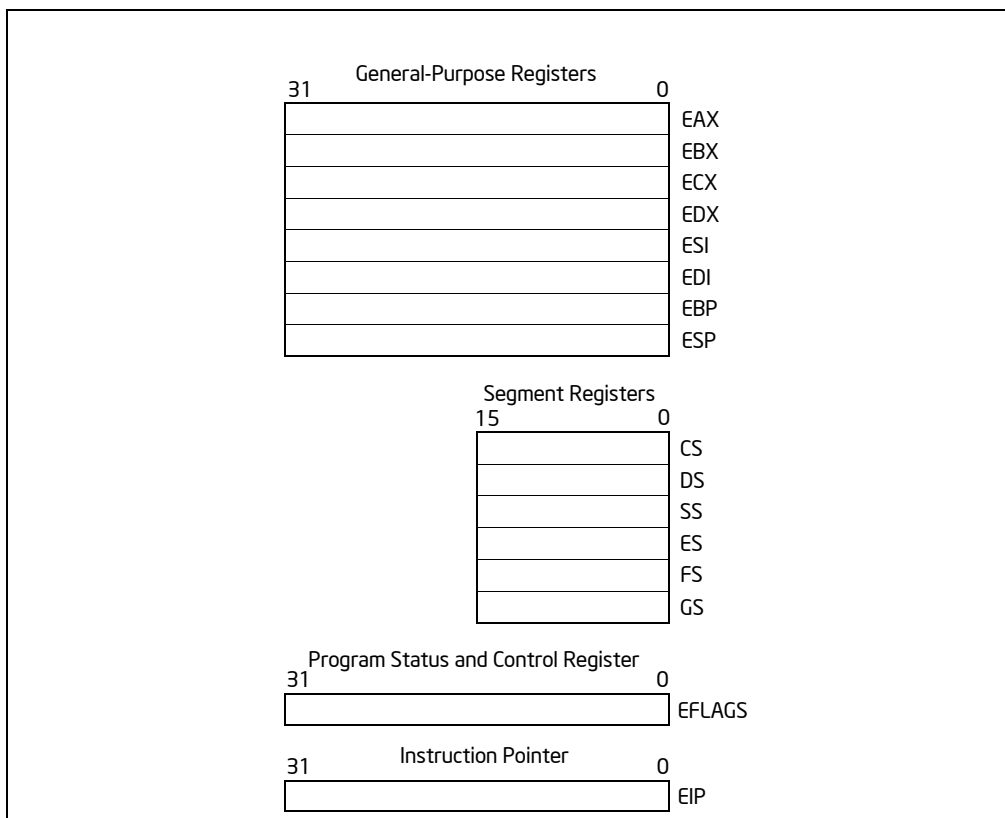 General-Purpose Registers
31 0
EAX
EBX
ECX
EDX
ESI
EDI
EBP
ESP
Segment Registers
15 0
CS
DS
SS
ES
FS
GS
Program Status and Control Register
31 0
EFLAGS
Instruction Pointer
31 0
EIP